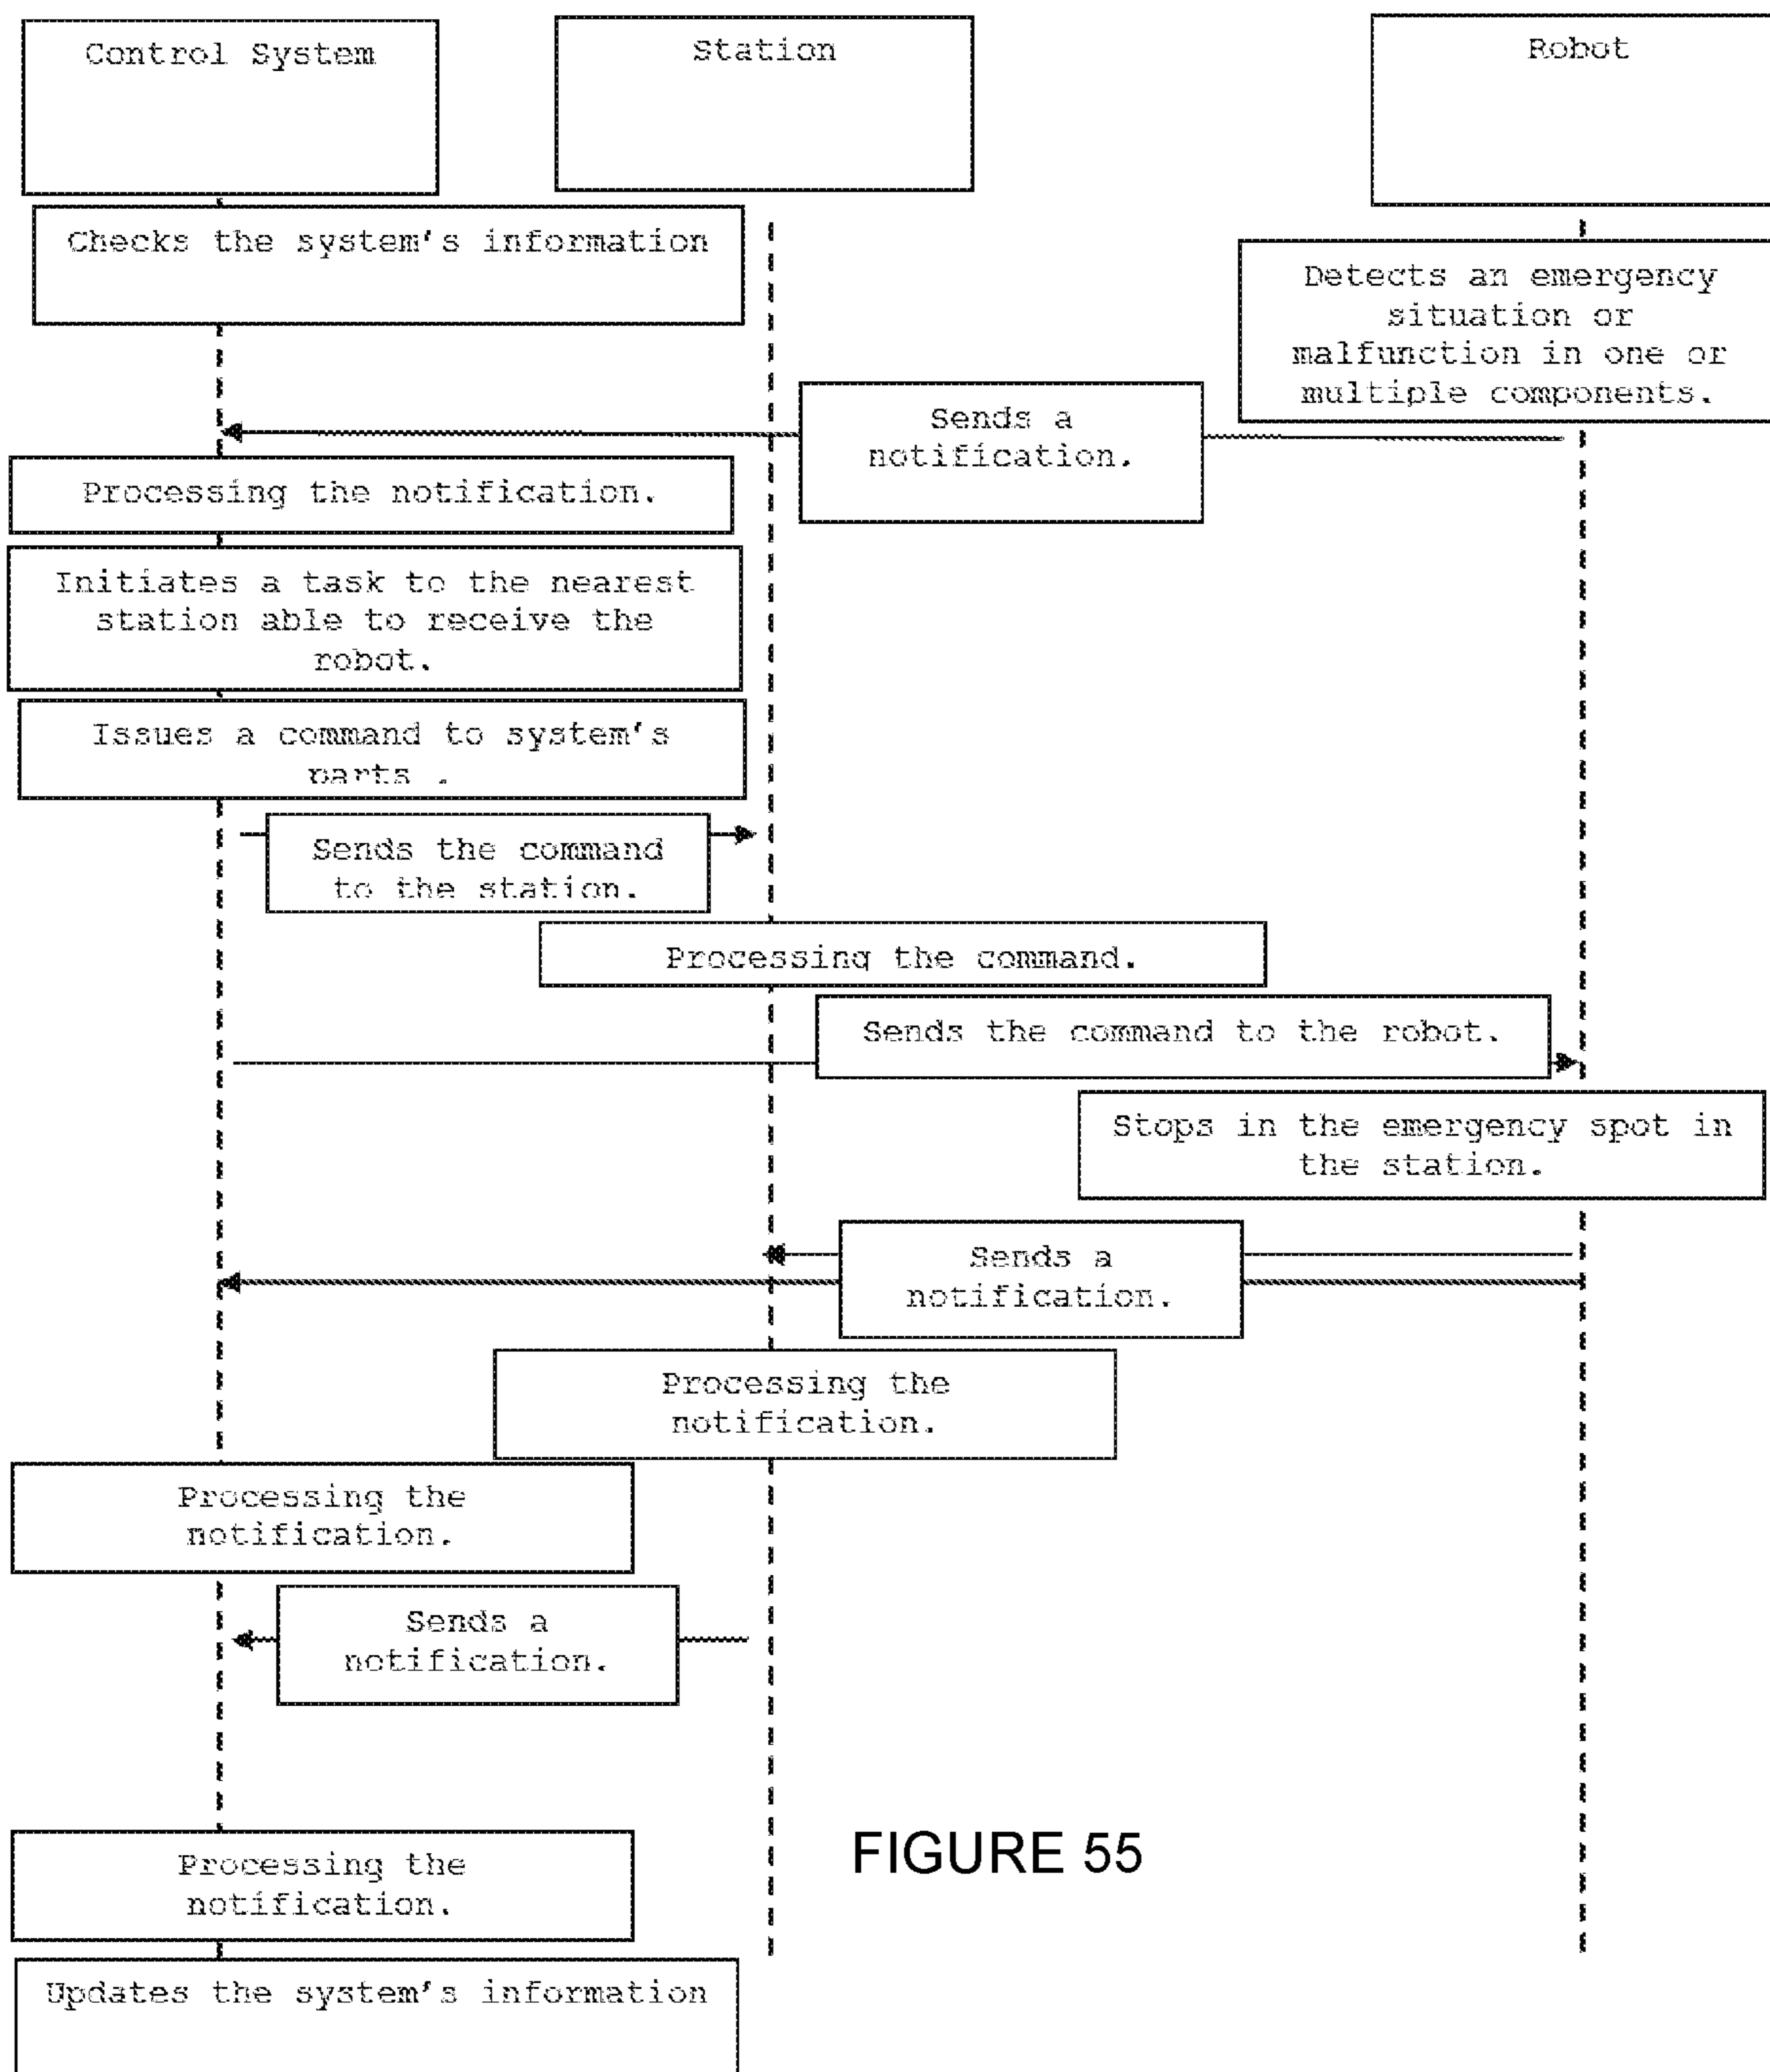 Control System
Station
Robot
Checks the system's information
Detects an emergency
situation or
malfunction in one or
multiple components.
Sends a
notification.
Processing the notification.
Initiates a task to the nearest
station able to receive the
robot.
Issues a command to system's
parts .
Sends the command
to the station.
Processing the command.
Sends the command to the robot.
Stops in the emergency spot in
the station.
Sends a
notification.
Processing the
notification.
Processing the
notification.
Sends a
notification.
FIGURE 55
Processing the
notification.
Updates the system's information